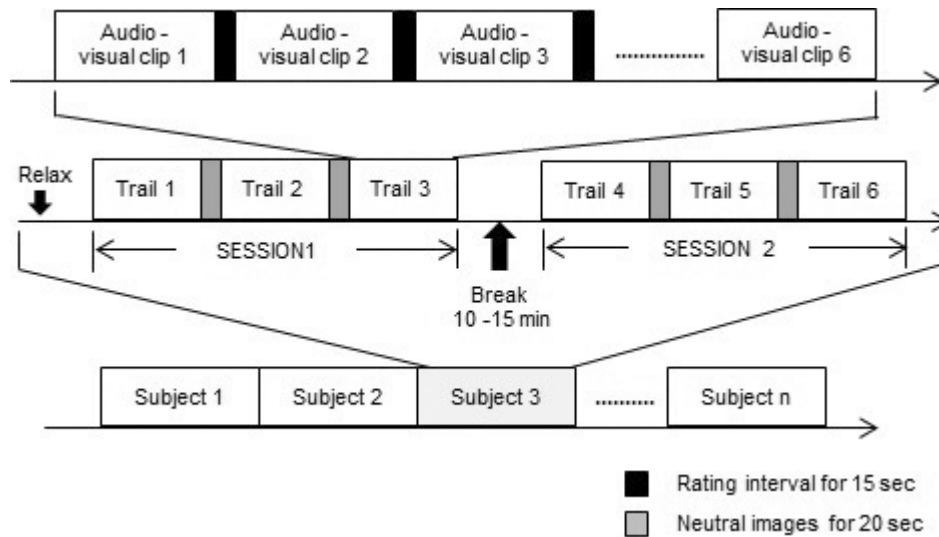 Audio - visual clip 1
Audio - visual clip 2
Audio - visual clip 3
................
Audio - visual clip 6
Relax
Trail 1
Trail 2
Trail 3
Trail 4
Trail 5
Trail 6
SESSION1
SESSION 2
Break
10 -15 min
Subject 1
Subject 2
Subject 3
..........
Subject n
Rating interval for 15 sec
Neutral images for 20 sec